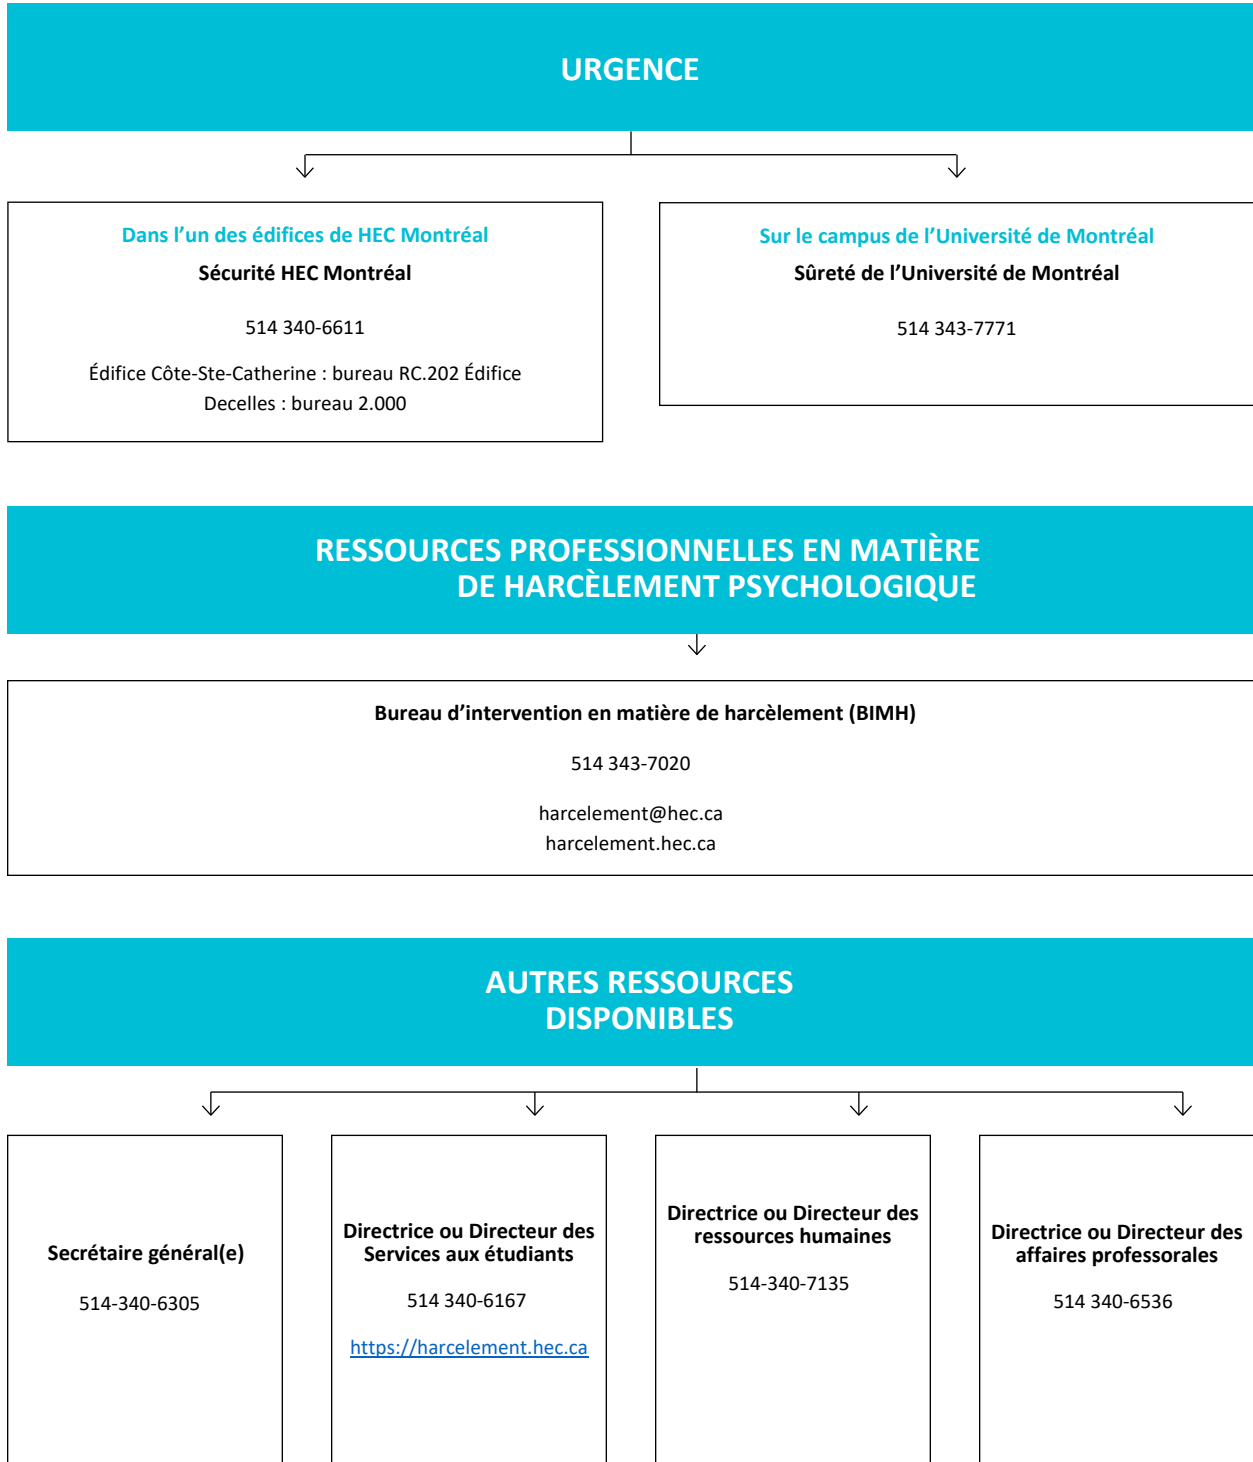 URGENCE
Dans l’un des édifices de HEC Montréal
Sécurité HEC Montréal
514 340-6611
Édifice Côte-Ste-Catherine : bureau RC.202 Édifice
Decelles : bureau 2.000
Sur le campus de l’Université de Montréal
Sûreté de l’Université de Montréal
514 343-7771
RESSOURCES PROFESSIONNELLES EN MATIÈRE
DE HARCÈLEMENT PSYCHOLOGIQUE
Bureau d’intervention en matière de harcèlement (BIMH)
514 343-7020
harcelement@hec.ca
harcelement.hec.ca
AUTRES RESSOURCES
DISPONIBLES
Secrétaire général(e)
514-340-6305
Directrice ou Directeur des
Services aux étudiants
514 340-6167
https://harcelement.hec.ca
Directrice ou Directeur des
ressources humaines
514-340-7135
Directrice ou Directeur des
affaires professorales
514 340-6536